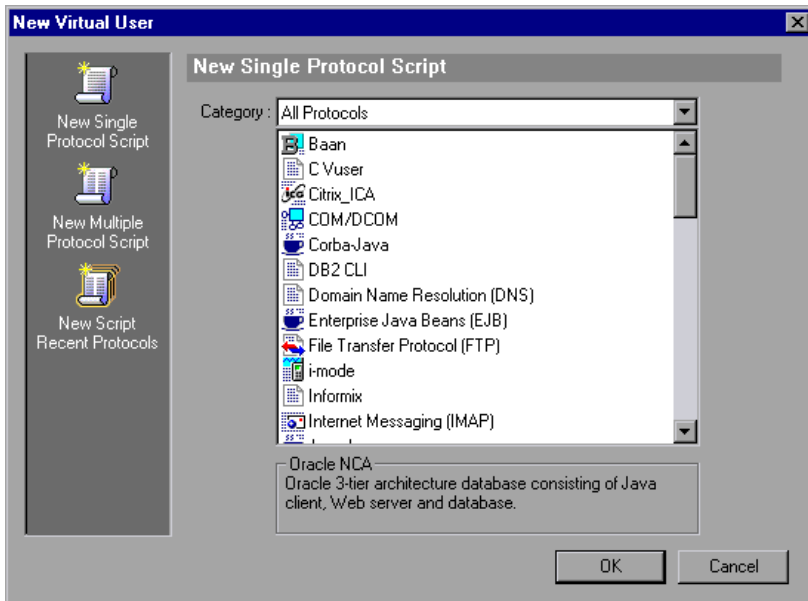 New Virtual User
New Single
Protocol Script
New Multiple
Protocol Script
New Script
Recent Protocols
New Single Protocol Script
Category : All Protocols
Baan
C Vuser
Citrix_ICA
COM/DCOM
Corba-Java
DB2 CLI
Domain Name Resolution (DNS)
Enterprise Java Beans (EJB)
File Transfer Protocol (FTP)
i-mode
Informix
Internet Messaging (IMAP)
Oracle NCA
Oracle 3-tier architecture database consisting of Java
client, Web server and database.
OK
Cancel